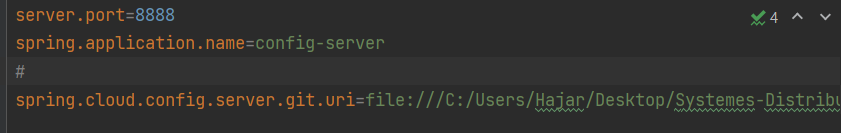 server.port=8888
4
spring.application.name=config-server
#
spring.cloud.config.server.git.uri=file:///C:/Users/Hajar/Desktop/Systemes-Distribu